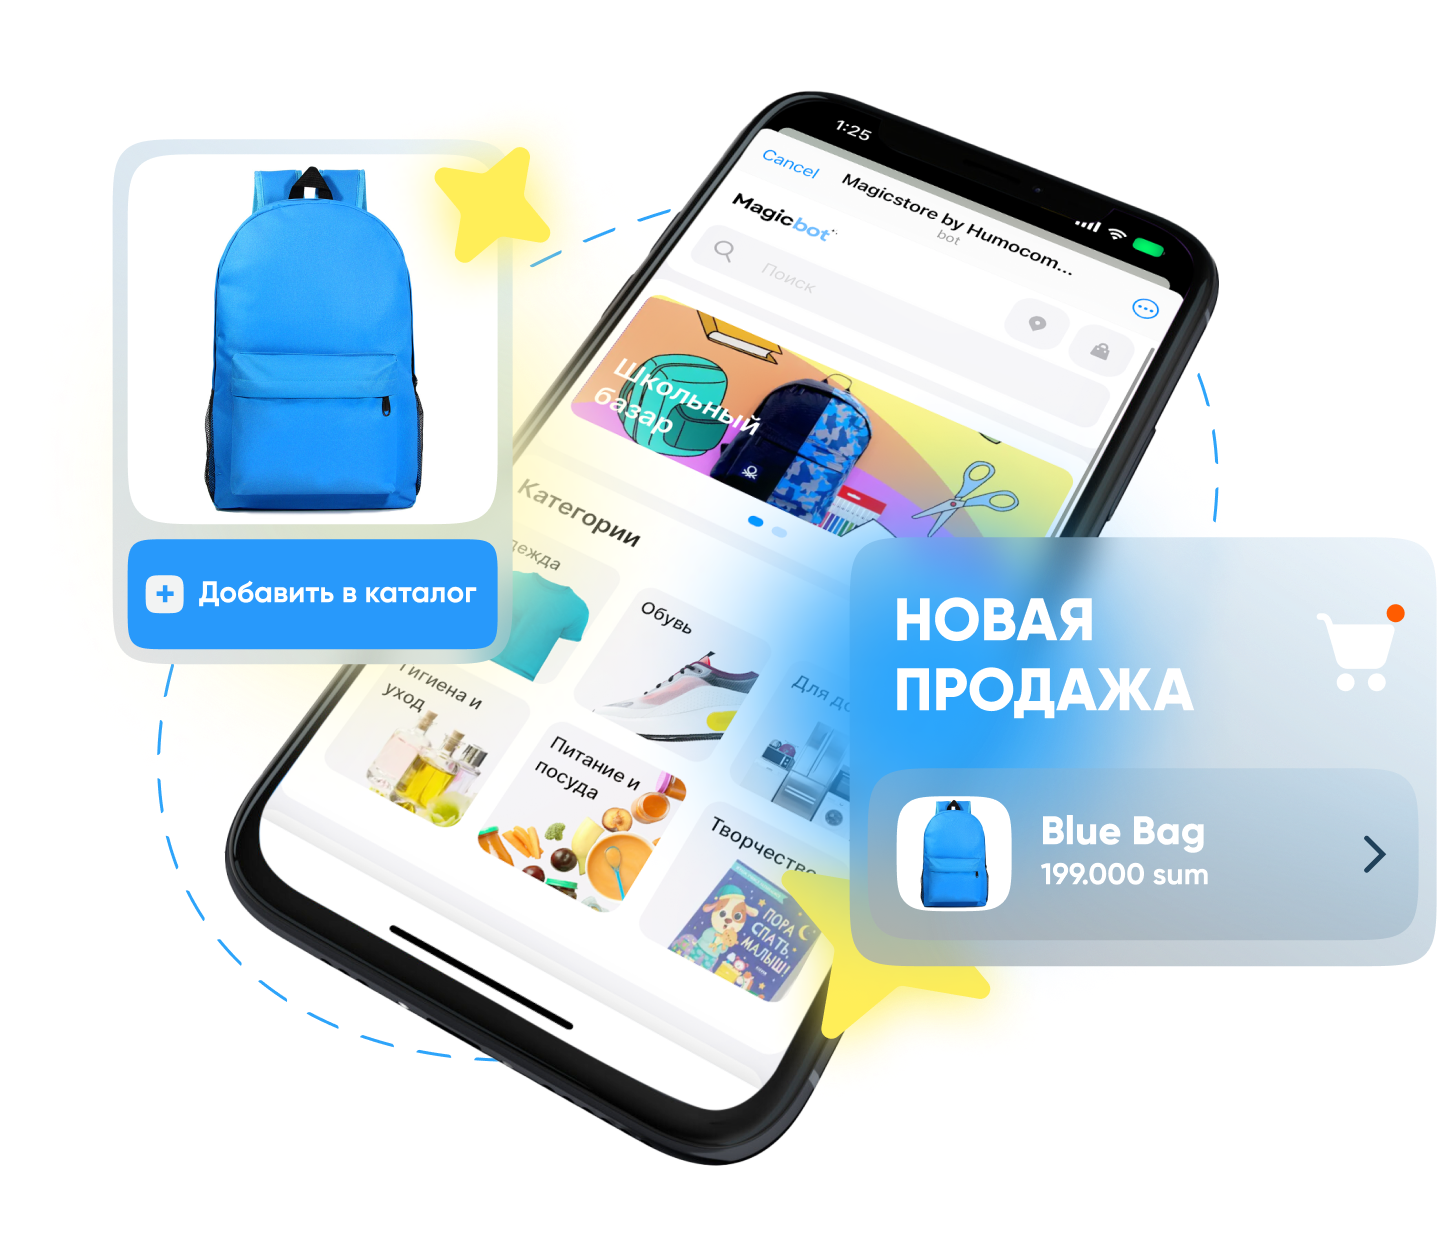 1:25
Cancel
Magicstore by Humocom...
bot
Magicbot
Поиск
Школьный
базар
Категории
Обувь
Гигиена и
уход
Питание и
посуда
Творчество
ПОРА
СПАТЬ,
МАЛЫШ!
Добавить в каталог
НОВАЯ
ПРОДАЖА
Blue Bag
199.000 sum